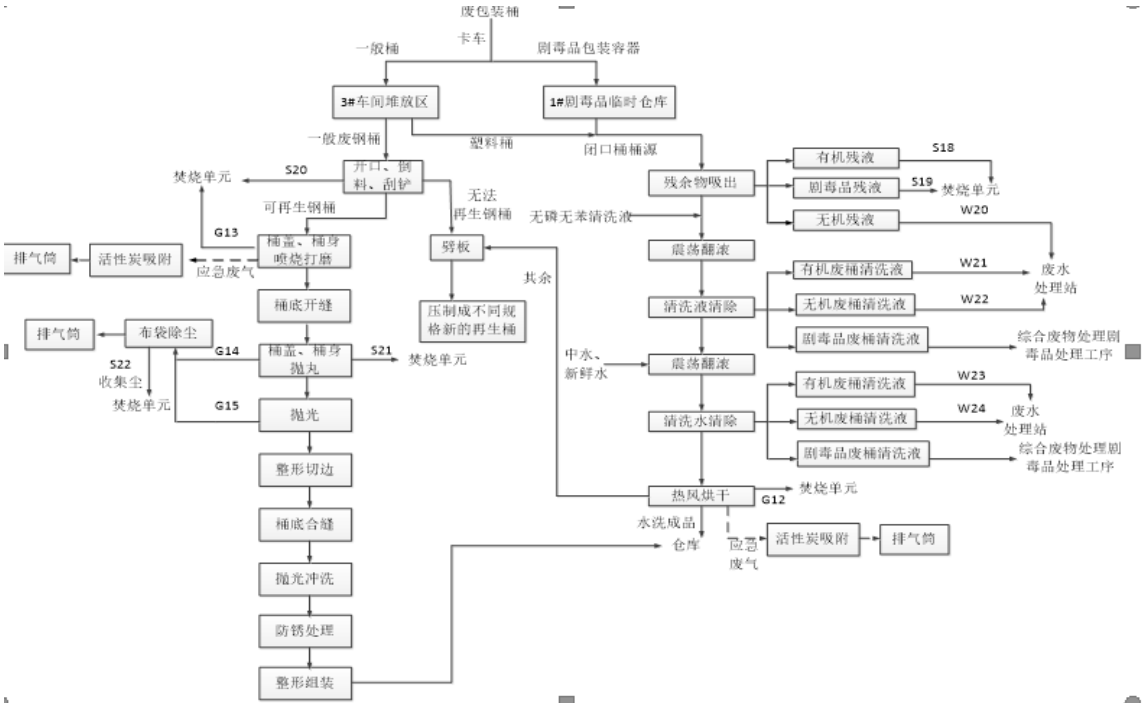 废包装桶
卡车
一般桶
剧毒品包装容器
3#车间堆放区
1#剧毒品临时仓库
一般废钢桶
塑料桶
闭口桶桶源
开口、倒
料、刮铲
S20
焚烧单元
可再生钢桶
无法
再生钢桶
残余物吸出
有机残液
S18
剧毒品残液
S19
焚烧单元
无机残液
W20
无磷无苯清洗液
G13
桶盖、桶身
喷烧打磨
应急废气
活性炭吸附
排气筒
劈板
其余
震荡翻滚
桶底开缝
压制成不同规
格新的再生桶
清洗液清除
有机废桶清洗液
W21
废水
处理站
无机废桶清洗液
W22
剧毒品废桶清洗液
综合废物处理剧
毒品处理工序
排气筒
布袋除尘
G14
桶盖、桶身
抛丸
S21
焚烧单元
S22
收集尘
焚烧单元
中水、
新鲜水
震荡翻滚
有机废桶清洗液
W23
G15
抛光
清洗水清除
无机废桶清洗液
W24
废水
处理站
剧毒品废桶清洗液
综合废物处理剧
毒品处理工序
整形切边
热风烘干
G12
焚烧单元
水洗成品
仓库
应急
废气
活性炭吸附
排气筒
桶底合缝
抛光冲洗
防锈处理
整形组装